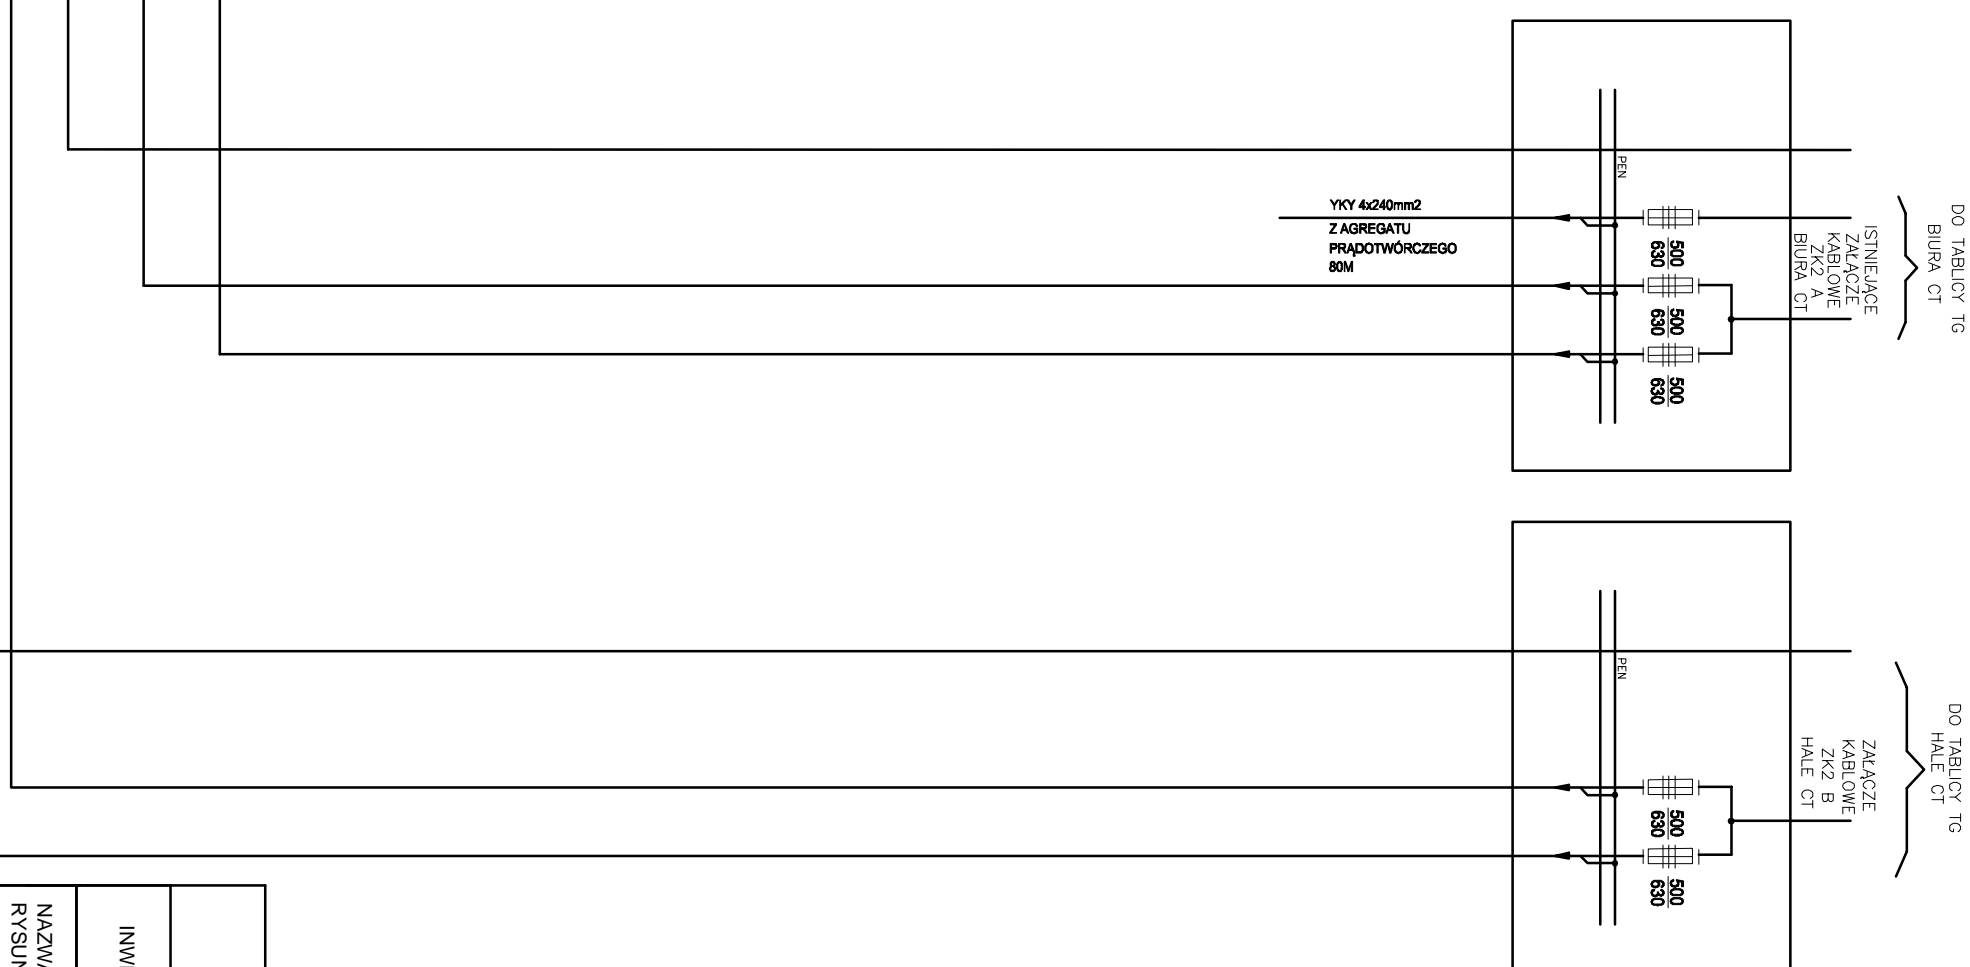 YKY 4x240mm2
Z AGREGATU
PRĄDOTWÓRCZEGO
80M
PEN
500
630
500
630
500
630
ISTNIEJĄCE
ZAŁĄCZE
KABLOWE
ZK2 A
BIURA CT
DO TABLICY TG
BIURA CT
PEN
500
630
500
630
ZAŁĄCZE
KABLOWE
ZK2 B
HALE CT
DO TABLICY TG
HALE CT